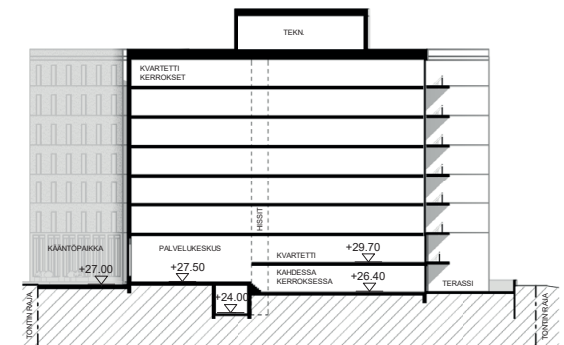 TEKN.
KVARTETTI
KERROKSET
HISSIT
KÄÄNTÖPAIKKA
+27.00
PALVELUKESKUS
+27.50
KVARTETTI
+29.70
KAHDESSA
KERROKSESSA
+26.40
TERASSI
+24.00
TONTIN RAJA
TONTIN RAJA